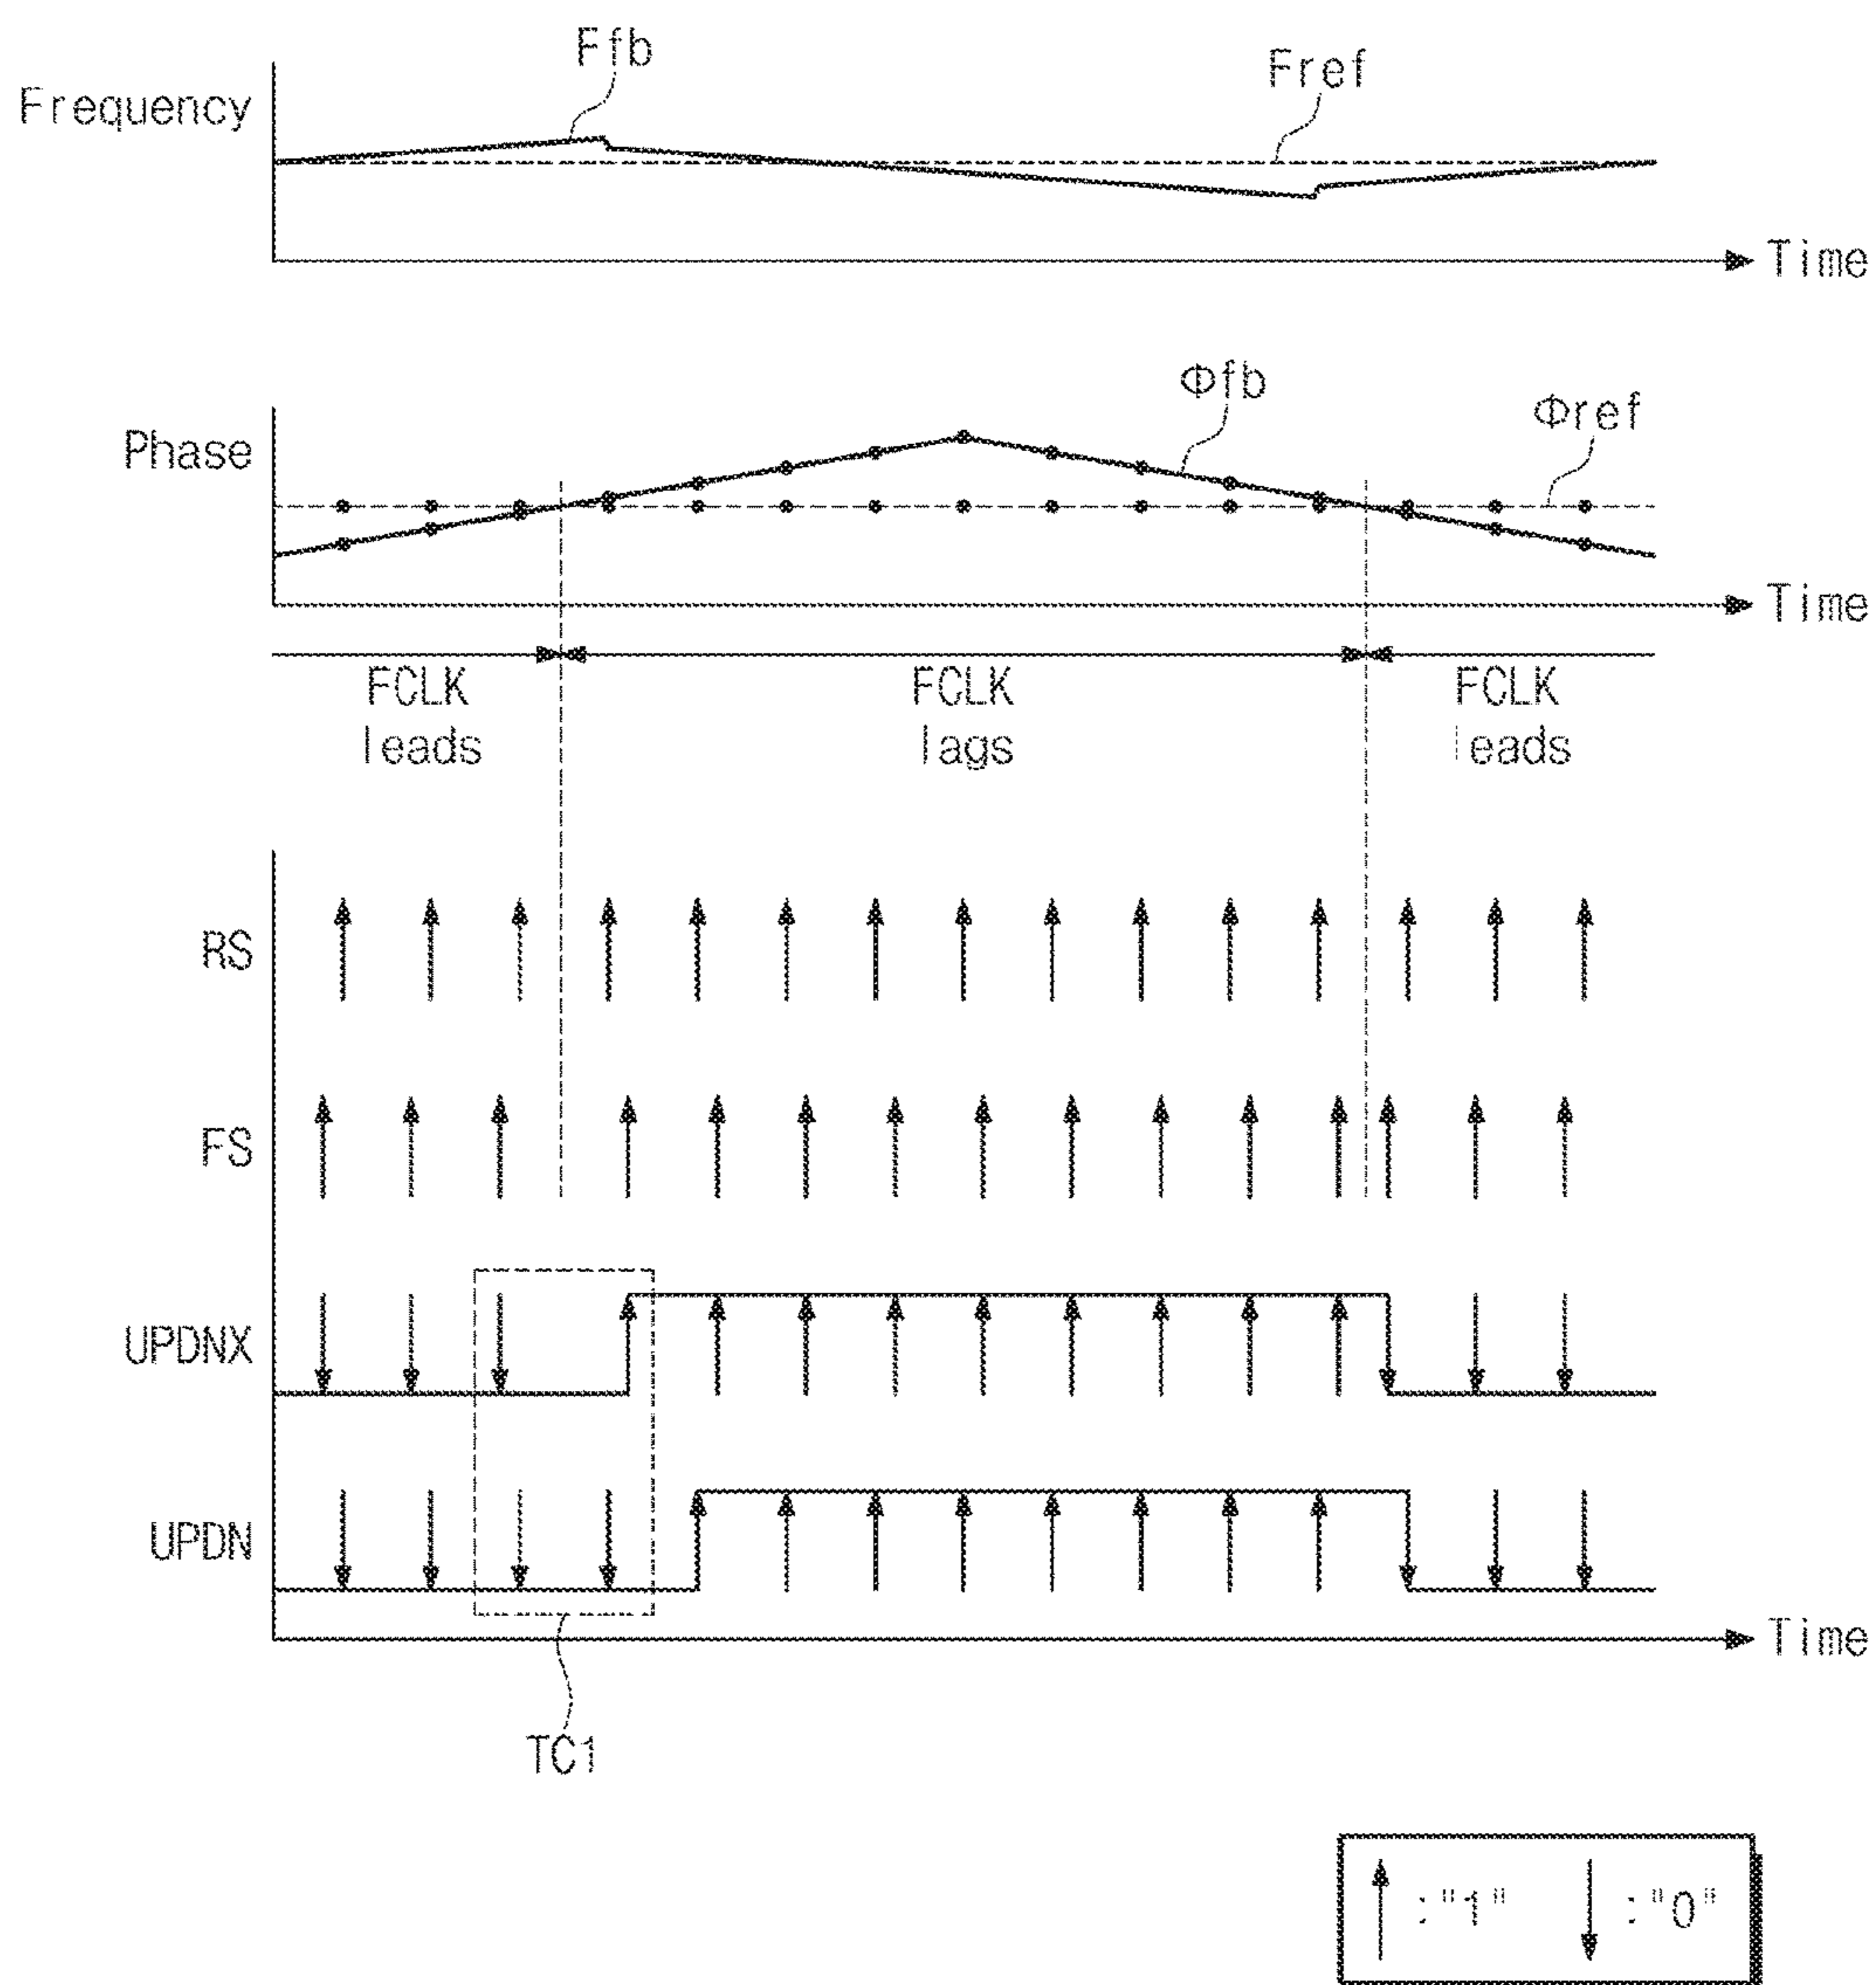 Ffb
Fref
Frequency
Time
Φfb
Φref
Phase
Time
FCLK leads
FCLK lags
FCLK leads
RS
FS
UPDNX
UPDN
Time
TC1
:"1" :"0"